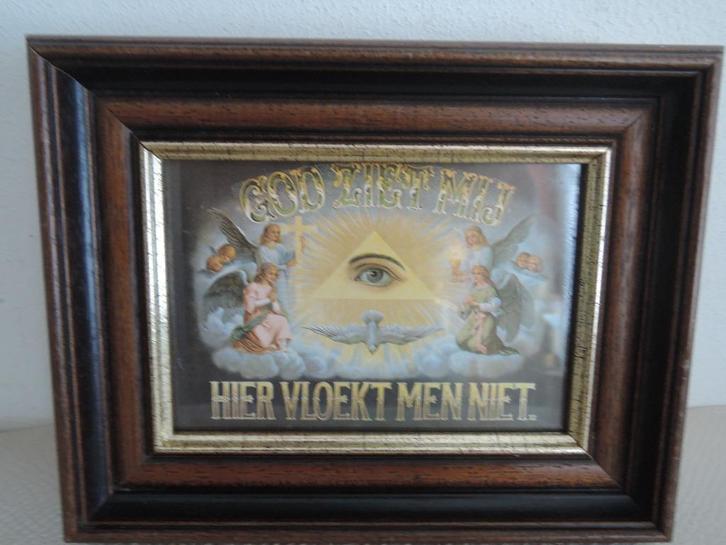 GOD ZIET MIJ
HIER VLOEKT MEN NIET.